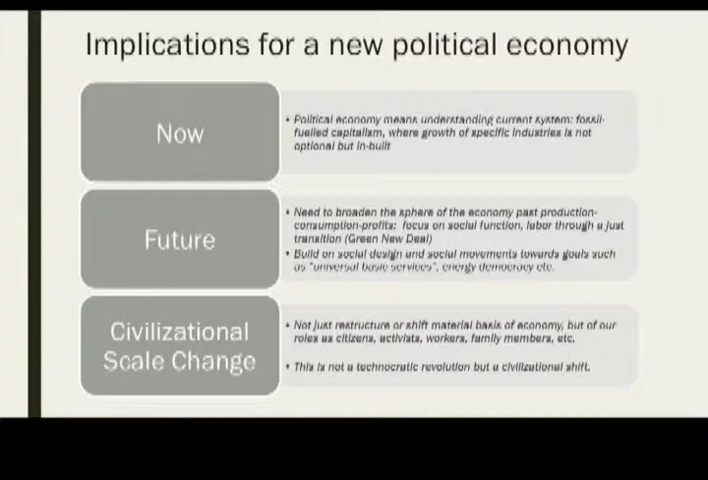 Implications for a new political economy
Now
• Political economy means understanding current system: fossil-
fuelled capitalism, where growth of specific industries is not
optional but in-built
Future
• Need to broaden the sphere of the economy past production-
consumption-profits: focus on social function, labor through a just
transition (Green New Deal)
• Build on social design and social movements towards goals such
as "universal basic services", energy democracy etc.
Civilizational
Scale Change
• Not just restructure or shift material basis of economy, but of our
roles as citizens, activists, workers, family members, etc.
• This is not a technocratic revolution but a civilizational shift.